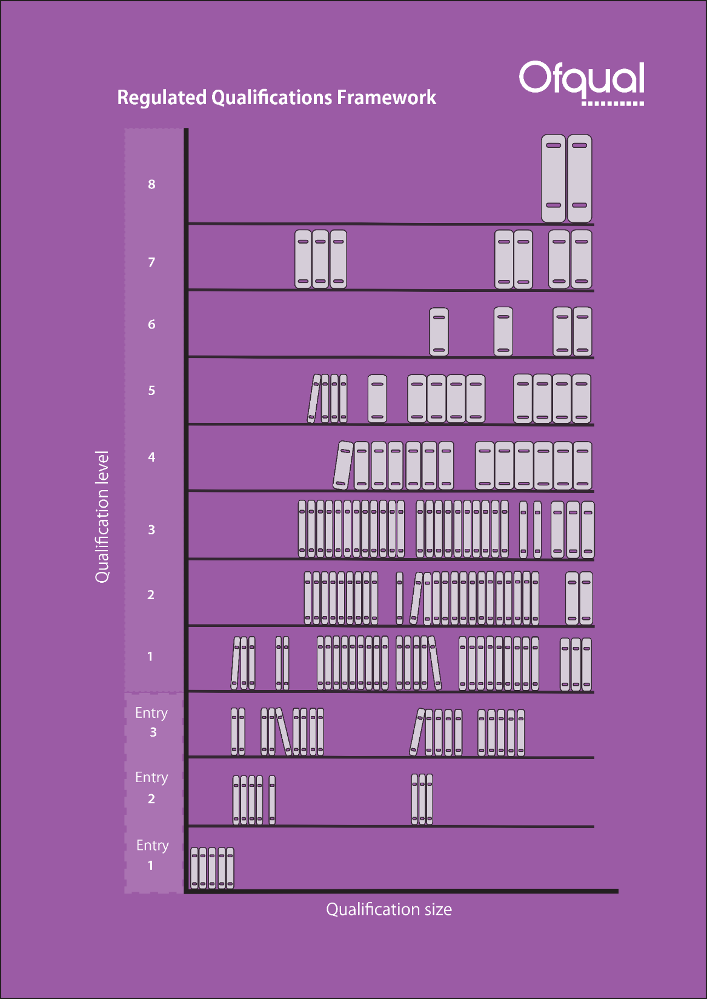 Ofqual
Regulated Qualifications Framework
8
7
6
5
4
3
2
1
Entry
3
Entry
2
Entry
1
Qualification level
Qualification size